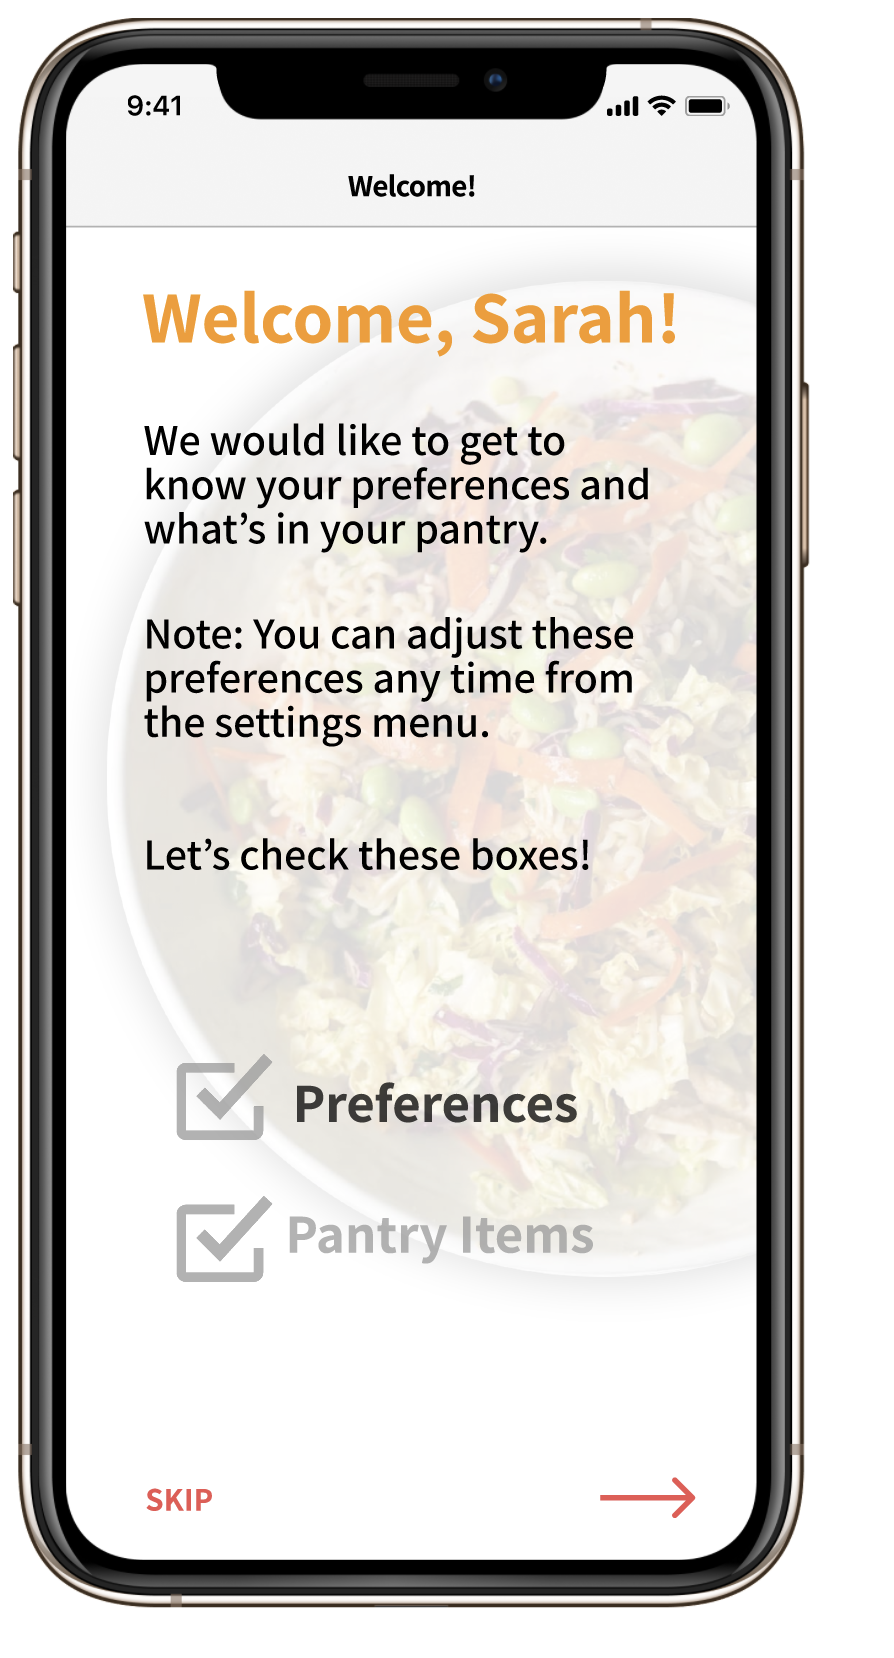 9:41
Welcome!
Welcome, Sarah!
We would like to get to
know your preferences and
what’s in your pantry.
Note: You can adjust these
preferences any time from
the settings menu.
Let’s check these boxes!
Preferences
Pantry Items
SKIP